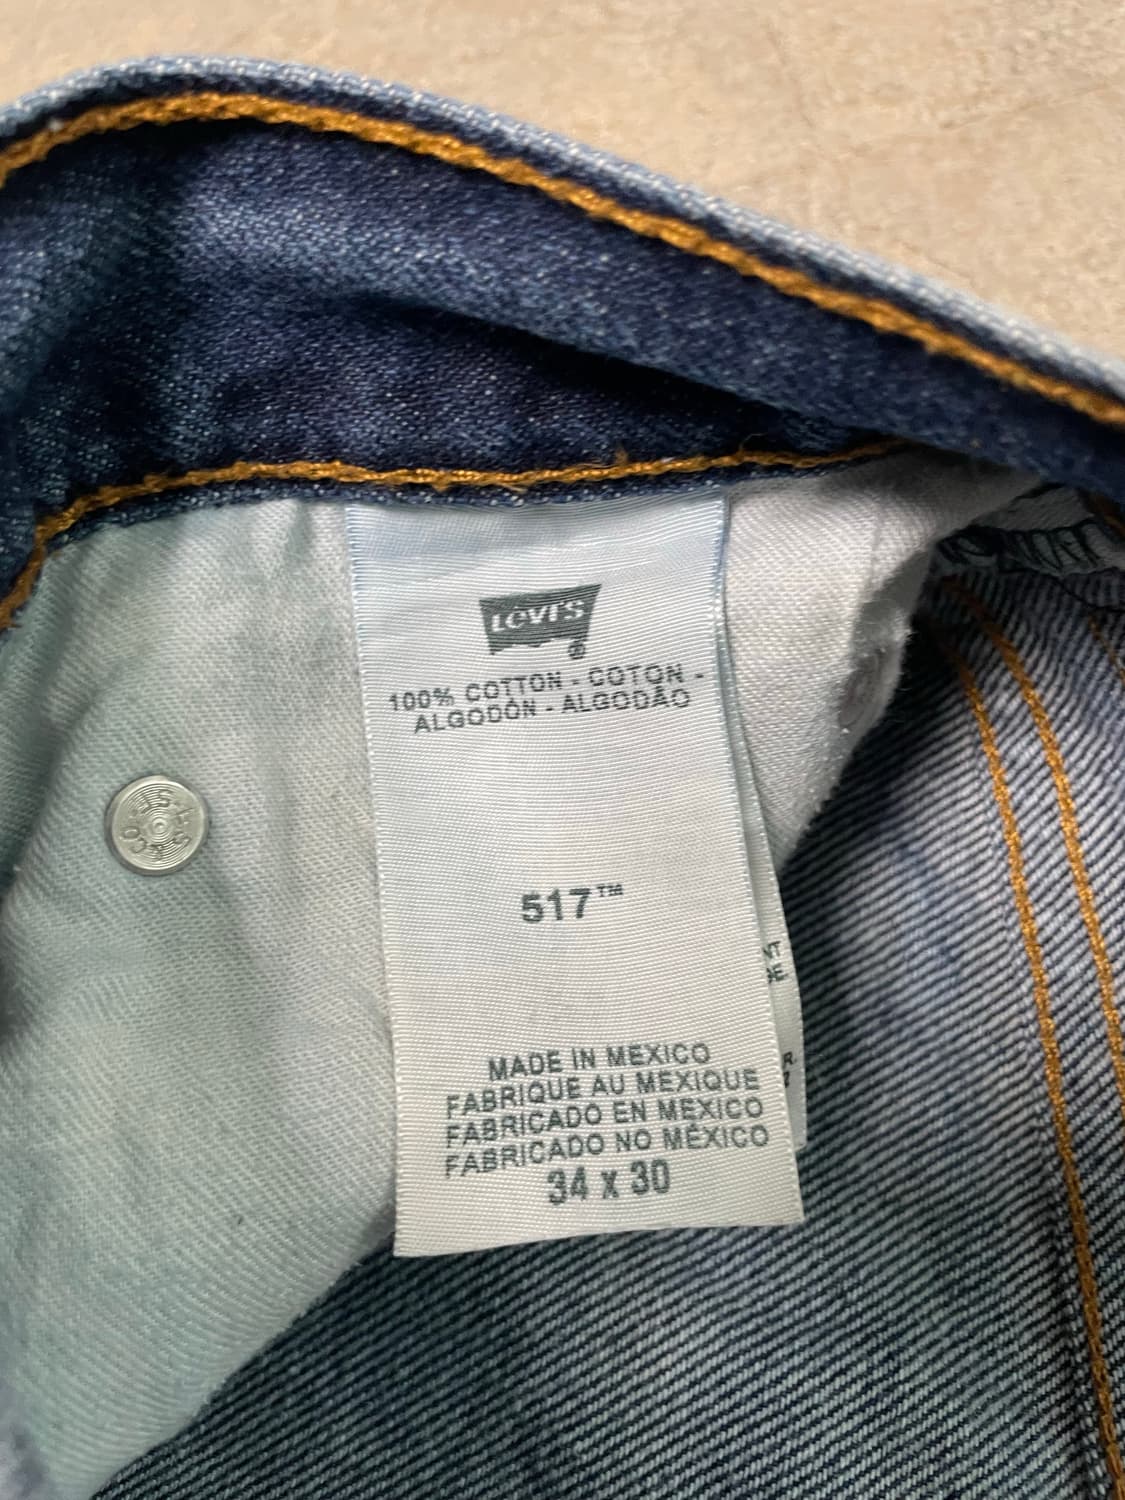 LEVI'S
®
100% COTTON - COTON -
ALGODÓN - ALGODÃO
517™
MADE IN MEXICO
FABRIQUE AU MEXIQUE
FABRICADO EN MEXICO
FABRICADO NO MÉXICO
34 x 30
L.S. & CO